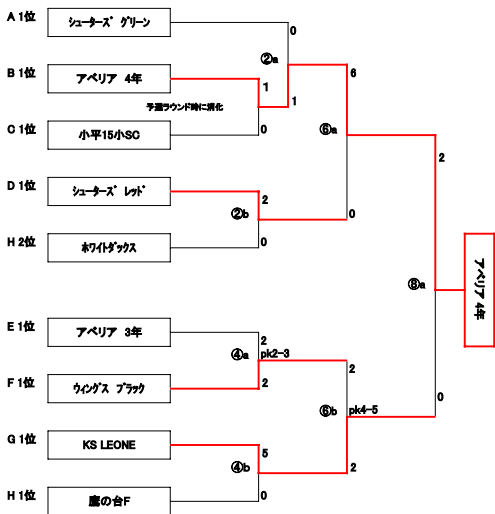 A 1位 シューターズ グリーン
0
②a
B 1位 アベリア 4年
1
6
予選ラウンド時に消化
1
C 1位 小平15小SC
0
⑥a
2
D 1位 シューターズ レッド
2
②b
0
H 2位 ホワイトダックス
0
⑧a
アベリア 4年
E 1位 アベリア 3年
2
④a pk2-3
2
F 1位 ウィングス ブラック
2
0
⑥b pk4-5
G 1位 KS LEONE
5
④b
2
H 1位 鷹の台F
0